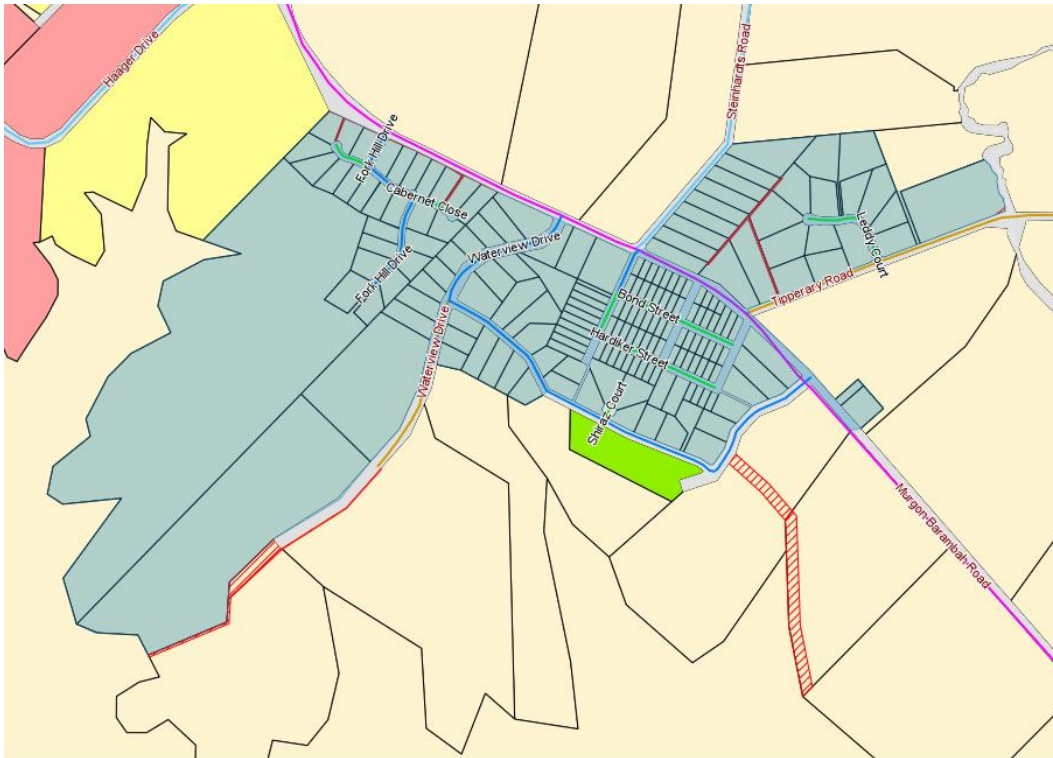 Haager Drive
Steinhardts Road
Fork Hill Drive
Cabernet Close
Leddy Court
Waterview Drive
Fork Hill Drive
Tipperary Road
Bond Street
Hardiker Street
Waterview Drive
Shiraz Court
Murgon-Barambah-Road